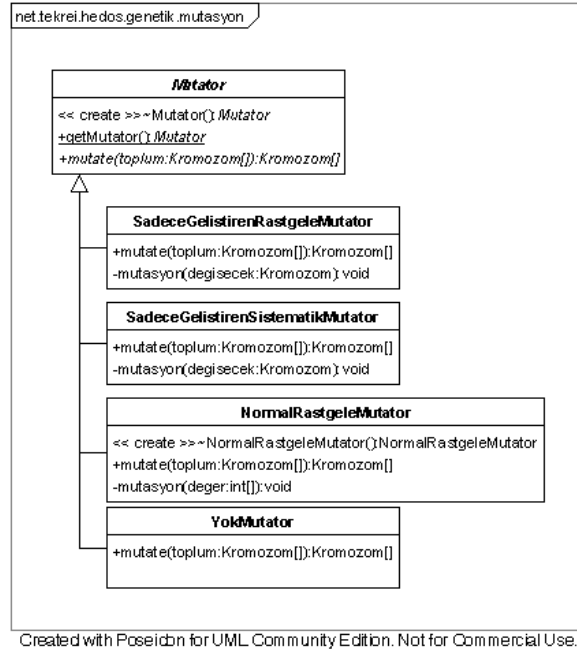 net.tekrei.hedos.genetik.mutasyon
Mutator
<< create >>~Mutator():Mutator
+getMutator():Mutator
+mutate(toplum:Kromozom[]):Kromozom[]
SadeceGelistirenRastgeleMutator
+mutate(toplum:Kromozom[]):Kromozom[]
-mutasyon(degisecek:Kromozom):void
SadeceGelistirenSistematikMutator
+mutate(toplum:Kromozom[]):Kromozom[]
-mutasyon(degisecek:Kromozom):void
NormalRastgeleMutator
<< create >>~NormalRastgeleMutator():NormalRastgeleMutator
+mutate(toplum:Kromozom[]):Kromozom[]
-mutasyon(deger:int[]):void
YokMutator
+mutate(toplum:Kromozom[]):Kromozom[]
Created with Poseidon for UML Community Edition. Not for Commercial Use.